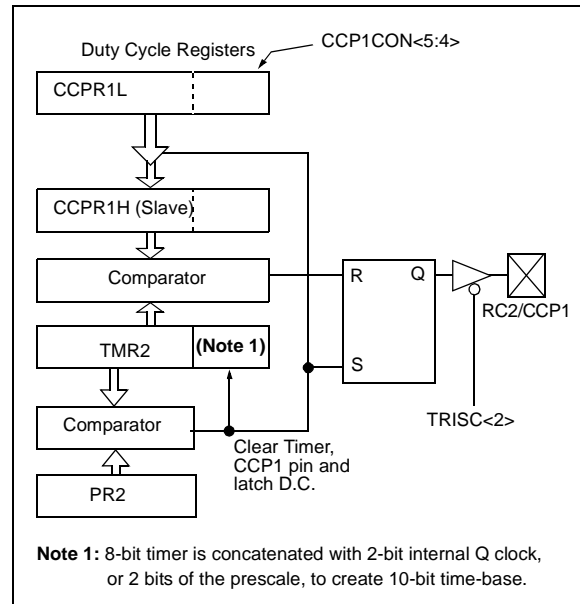 Duty Cycle Registers
CCP1CON<5:4>
CCPR1L
CCPR1H (Slave)
Comparator
R
Q
RC2/CCP1
TMR2
(Note 1)
S
TRISC<2>
Comparator
Clear Timer,
CCP1 pin and
latch D.C.
PR2
Note 1: 8-bit timer is concatenated with 2-bit internal Q clock,
or 2 bits of the prescale, to create 10-bit time-base.